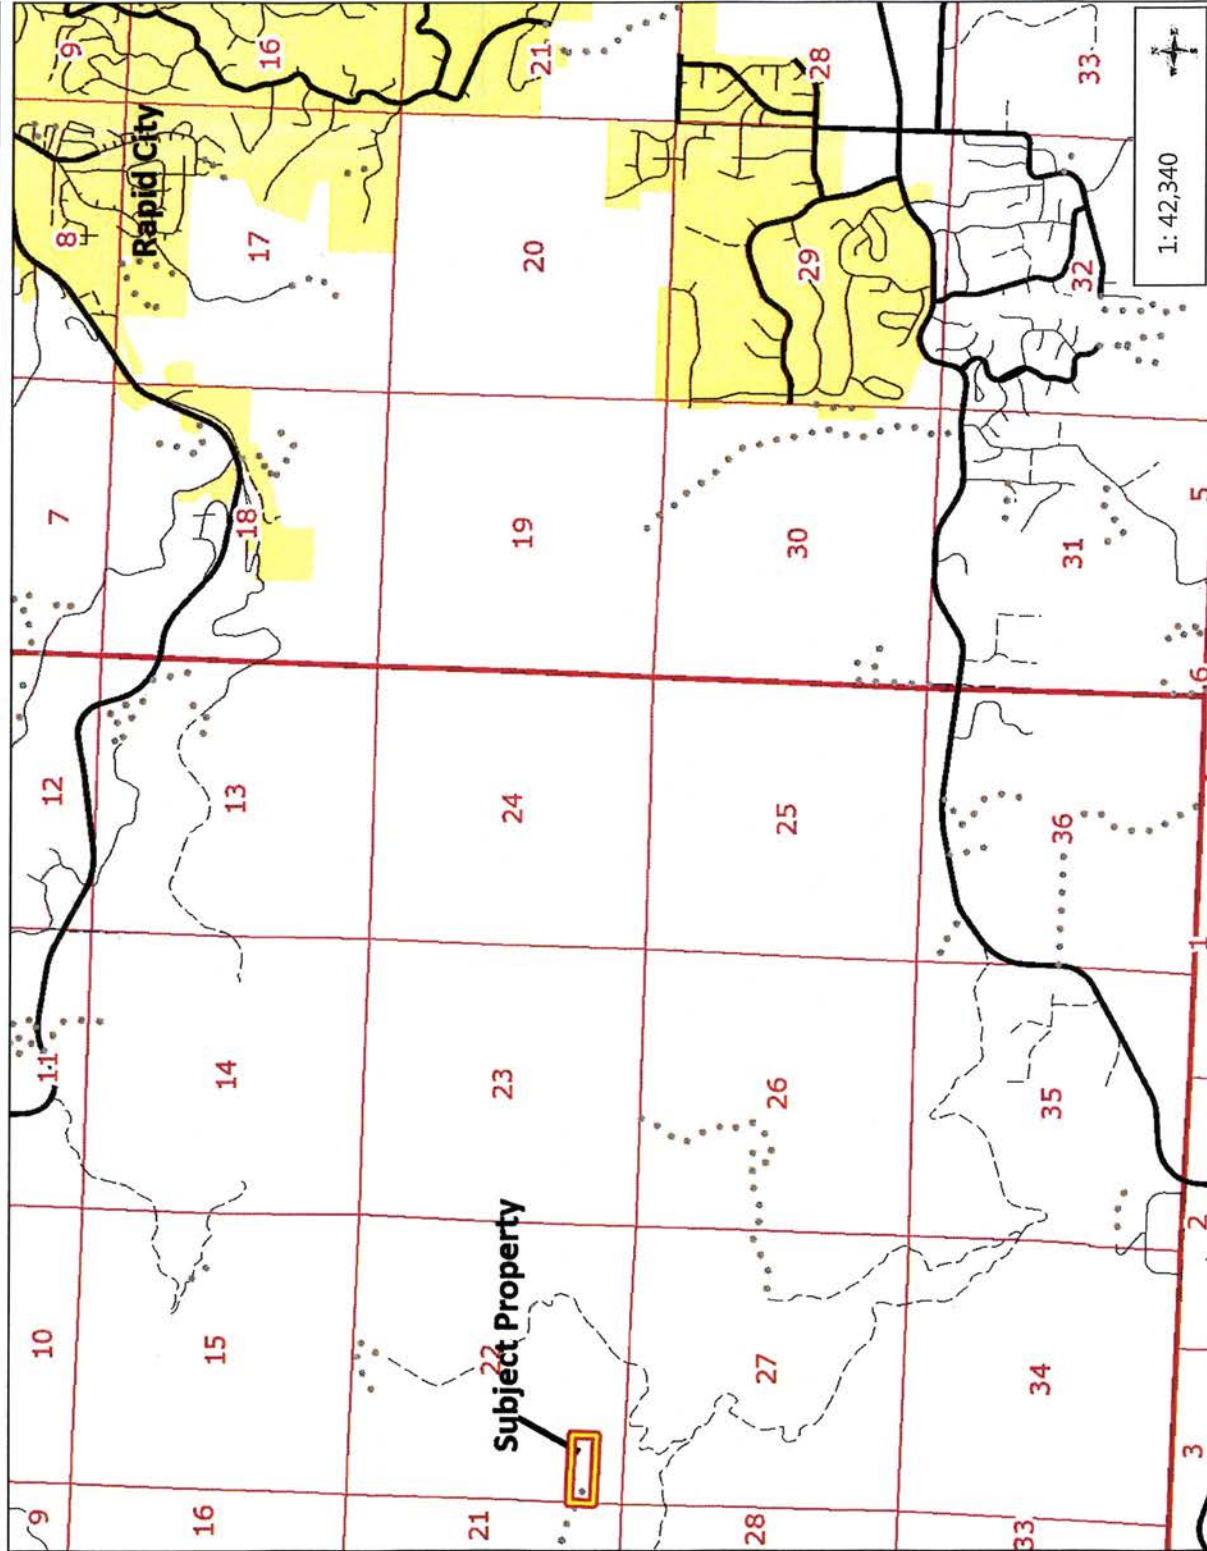 9 10 11 12 7 8 9
Rapid City
16 15 14 13 18 17 16
21 22 23 24 19 20 21
Subject Property
28 27 26 25 30 29 28
33 34 35 36 31 32 33
3 2 1 6 5
1: 42,340
N
W E
S